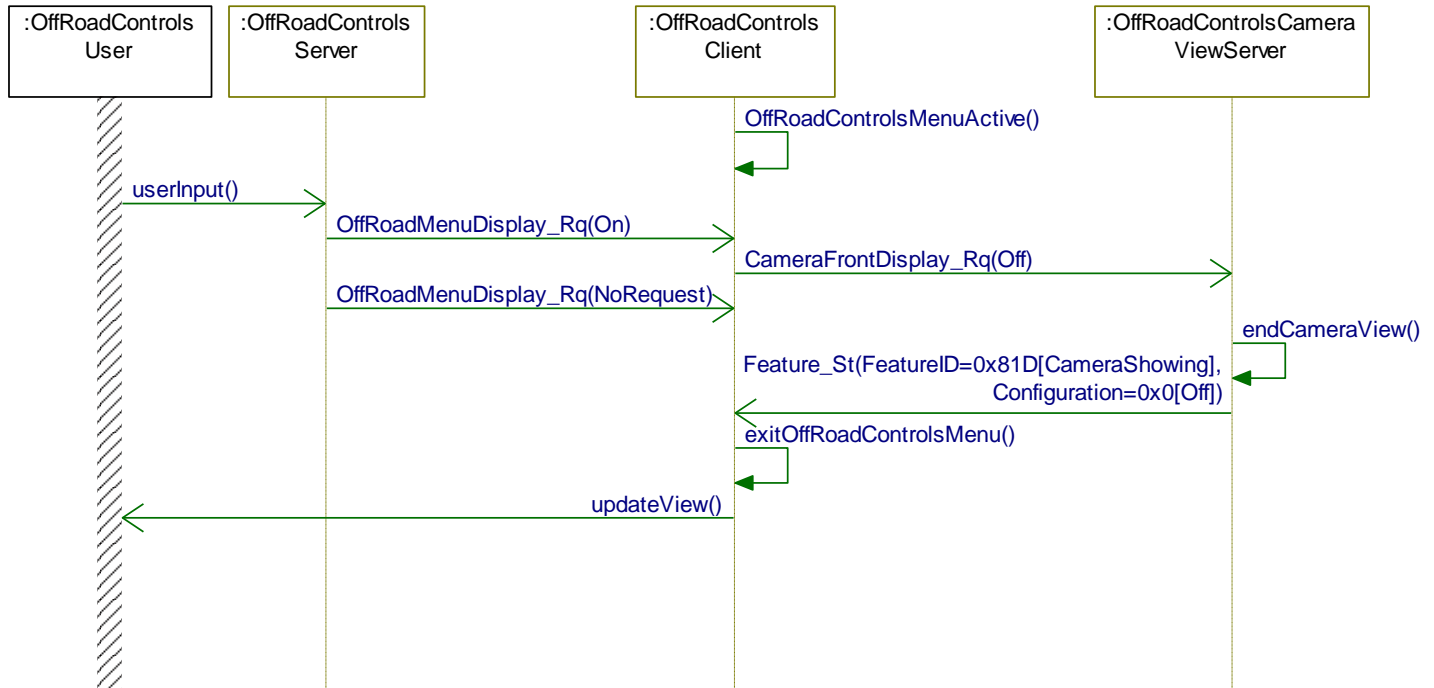 :OffRoadControls
User
:OffRoadControls
Server
:OffRoadControls
Client
:OffRoadControlsCamera
ViewServer
OffRoadControlsMenuActive()
userInput()
OffRoadMenuDisplay_Rq(On)
CameraFrontDisplay_Rq(Off)
OffRoadMenuDisplay_Rq(NoRequest)
endCameraView()
Feature_St(FeatureID=0x81D[CameraShowing],
Configuration=0x0[Off])
exitOffRoadControlsMenu()
updateView()